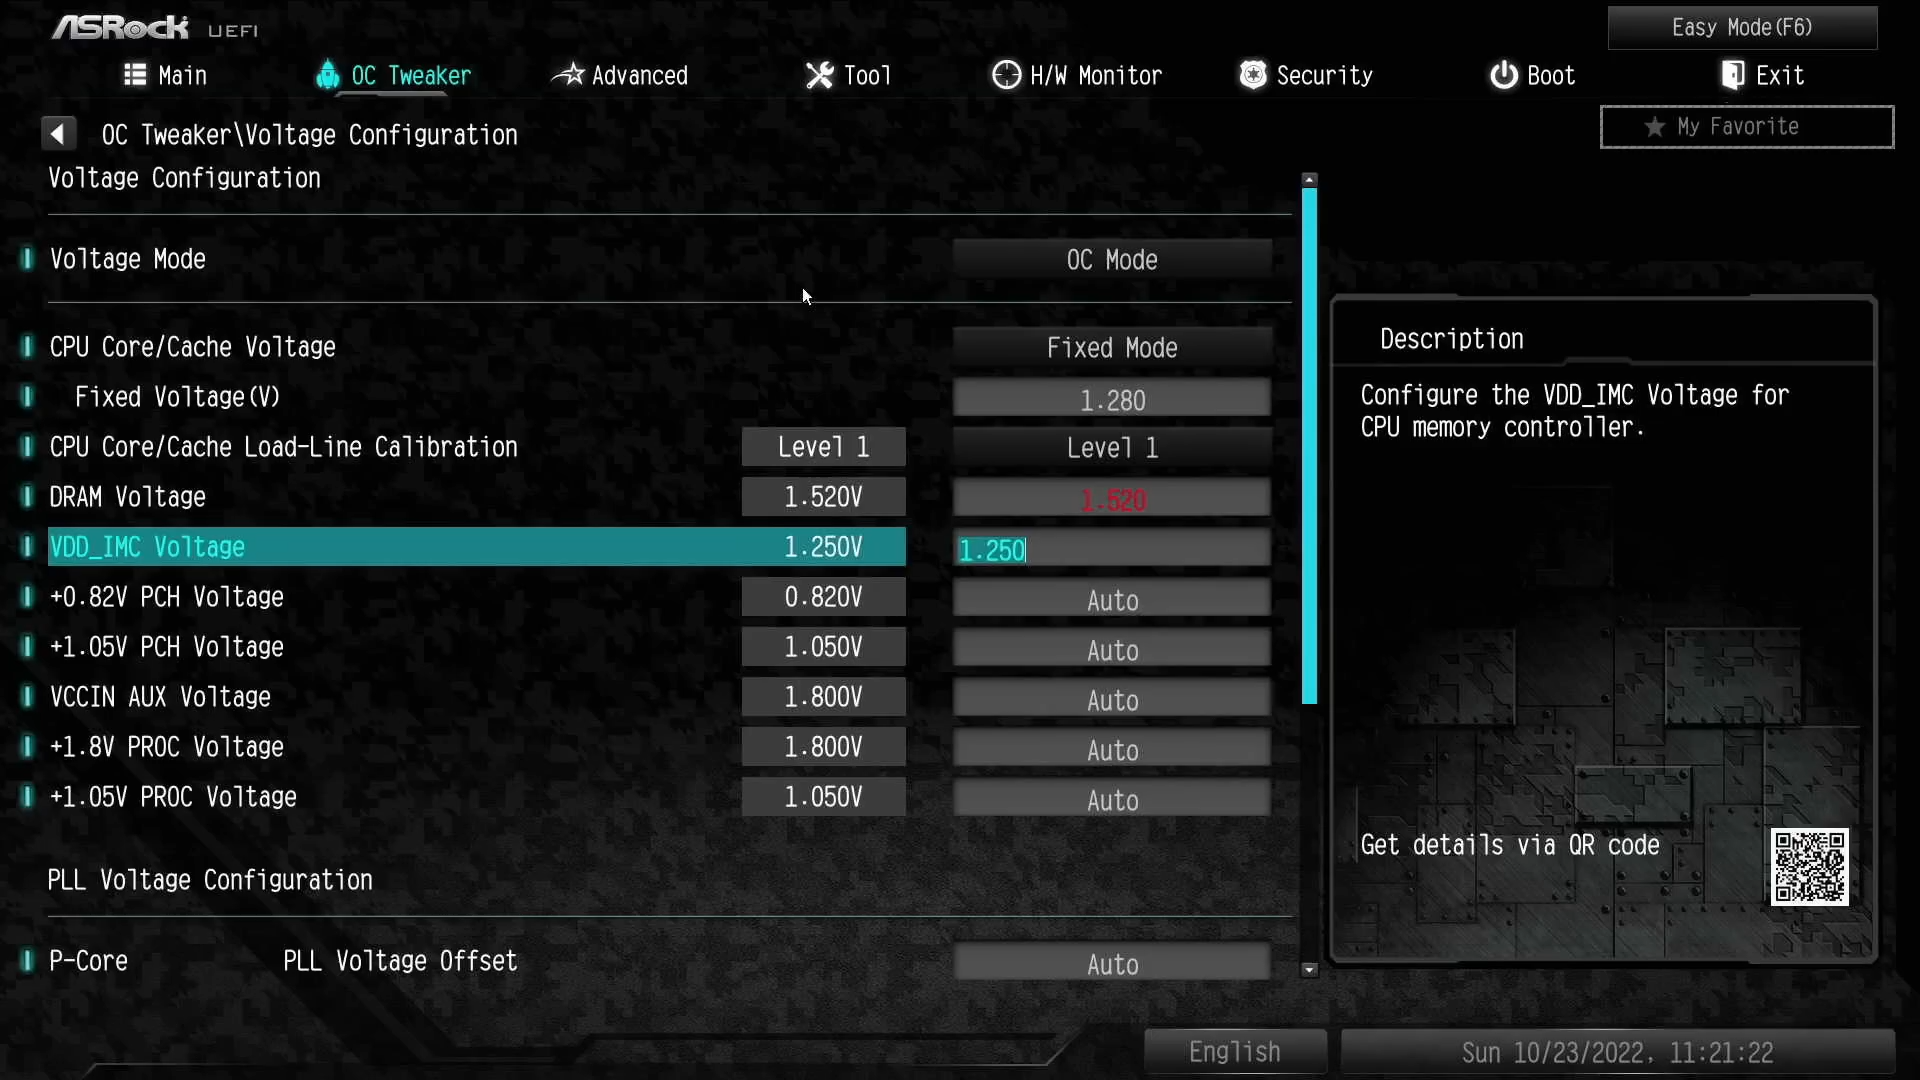 ASRock UEFI
Easy Mode(F6)
Main OC Tweaker Advanced Tool H/W Monitor Security Boot Exit
OC Tweaker\Voltage Configuration
My Favorite
Voltage Configuration
Voltage Mode OC Mode
CPU Core/Cache Voltage Fixed Mode
Fixed Voltage(V) 1.280
CPU Core/Cache Load-Line Calibration Level 1 Level 1
DRAM Voltage 1.520V 1.520
VDD_IMC Voltage 1.250V 1.250
+0.82V PCH Voltage 0.820V Auto
+1.05V PCH Voltage 1.050V Auto
VCCIN AUX Voltage 1.800V Auto
+1.8V PROC Voltage 1.800V Auto
+1.05V PROC Voltage 1.050V Auto
PLL Voltage Configuration
P-Core PLL Voltage Offset Auto
Description
Configure the VDD_IMC Voltage for
CPU memory controller.
Get details via QR code
English
Sun 10/23/2022, 11:21:22